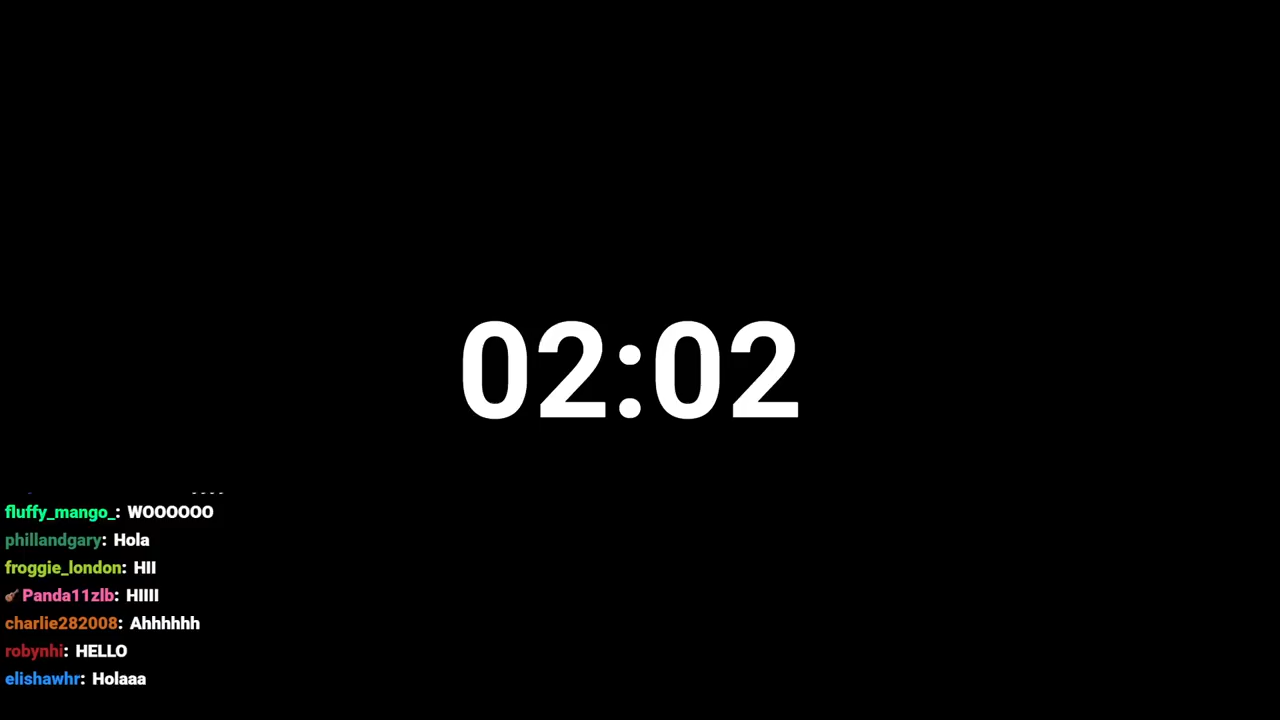 02:02
fluffy_mango_: WOOOOOO
phillandgary: Hola
froggie_london: HII
Panda11zlb: HIIII
charlie282008: Ahhhhhh
robynhi: HELLO
elishawhr: Holaaa